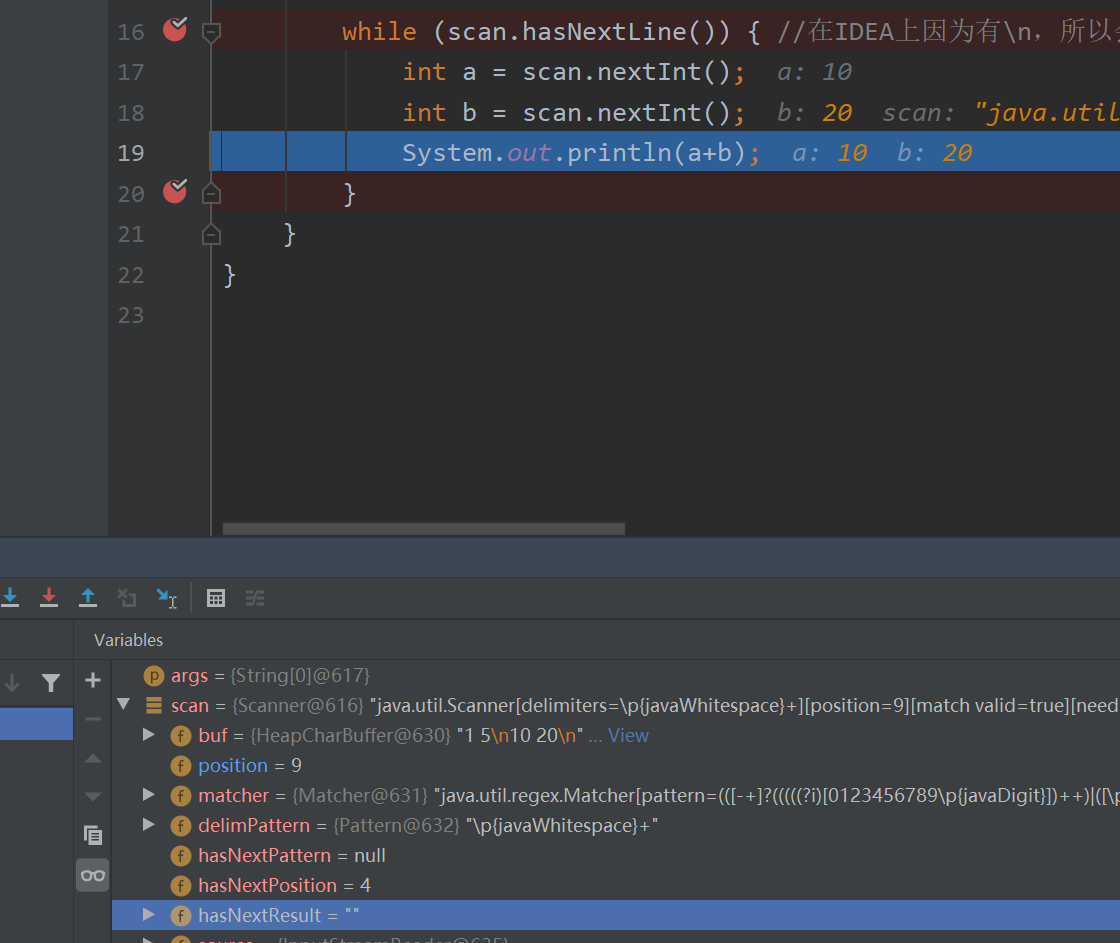 16 while (scan.hasNextLine()) { //在IDEA上因为有\n，所以
17 int a = scan.nextInt(); a: 10
18 int b = scan.nextInt(); b: 20 scan: "java.util
19 System.out.println(a+b); a: 10 b: 20
20 }
21 }
22 }
23
Variables
args = {String[0]@617}
scan = {Scanner@616} "java.util.Scanner[delimiters=\p{javaWhitespace}+][position=9][match valid=true][need
buf = {HeapCharBuffer@630} "1 5\n10 20\n" ... View
position = 9
matcher = {Matcher@631} "java.util.regex.Matcher[pattern=(([-+]?(((((?i)[0123456789\p{javaDigit}])++)|([\p
delimPattern = {Pattern@632} "\p{javaWhitespace}+"
hasNextPattern = null
hasNextPosition = 4
hasNextResult = ""
source = {InputStreamReader@635}